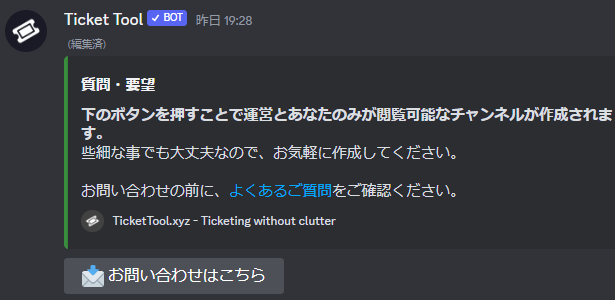 Ticket Tool BOT 昨日 19:28
(編集済)
質問・要望
下のボタンを押すことで運営とあなたのみが閲覧可能なチャンネルが作成されま
す。
些細な事でも大丈夫なので、お気軽に作成してください。
お問い合わせの前に、よくあるご質問をご確認ください。
TicketTool.xyz - Ticketing without clutter
お問い合わせはこちら